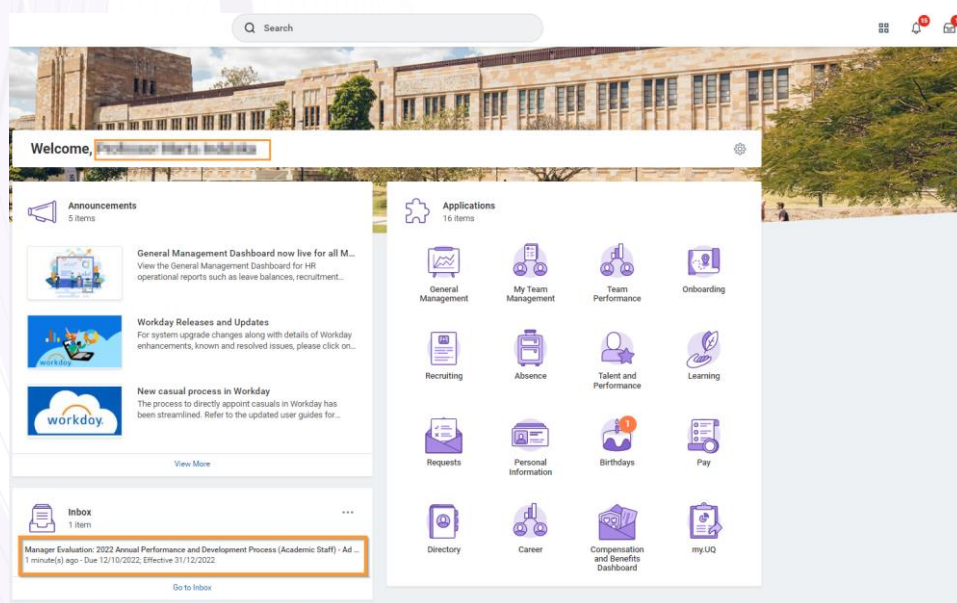 Search
15
Welcome,
Announcements
5 items
General Management Dashboard now live for all M...
View the General Management Dashboard for HR
operational reports such as leave balances, recruitment...
Workday Releases and Updates
For system upgrade changes along with details of Workday
enhancements, known and resolved issues, please click on...
workday
New casual process in Workday
The process to directly appoint casuals in Workday has
been streamlined. Refer to the updated user guides for...
workday.
View More
Inbox
1 item
Manager Evaluation: 2022 Annual Performance and Development Process (Academic Staff) - Ad ...
1 minute(s) ago - Due 12/10/2022; Effective 31/12/2022
Go to Inbox
Applications
16 items
General
Management
My Team
Management
Team
Performance
Onboarding
Recruiting
Absence
Talent and
Performance
Learning
1
Requests
Personal
Information
Birthdays
Pay
Directory
Career
Compensation
and Benefits
Dashboard
my.UQ